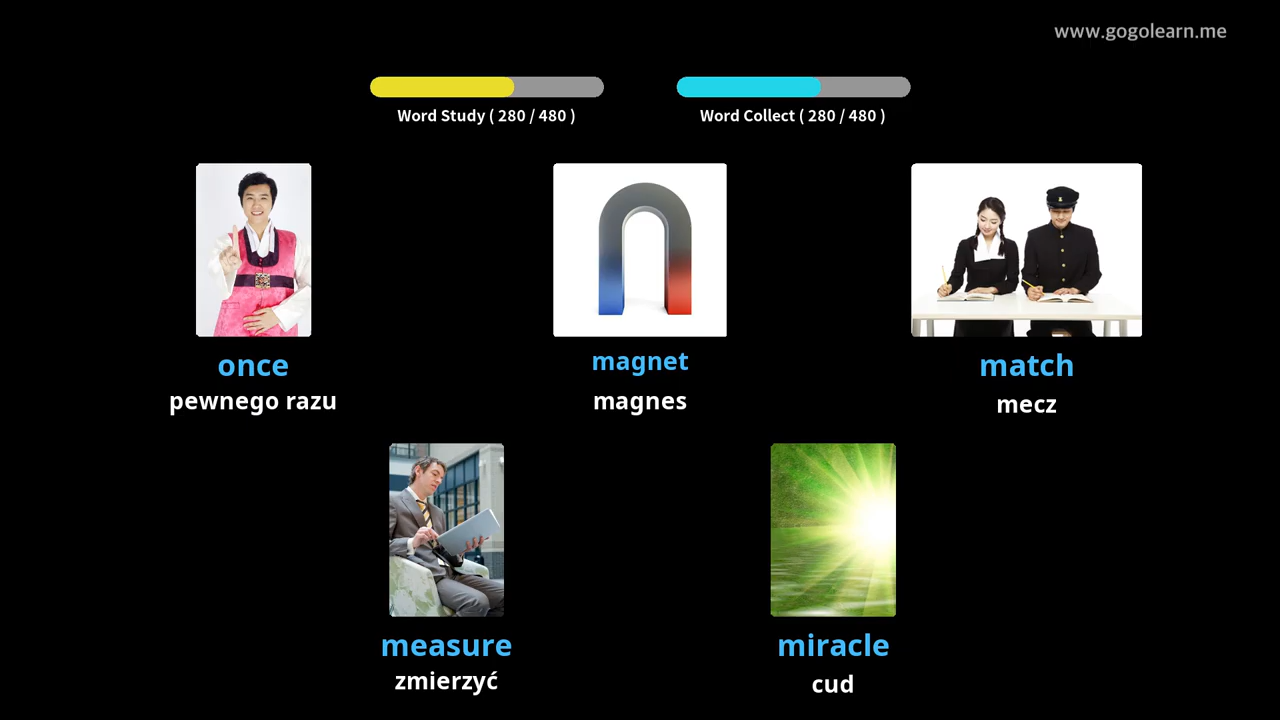 www.gogolearn.me
Word Study ( 280 / 480 )
Word Collect ( 280 / 480 )
once
pewnego razu
magnet
magnes
match
mecz
measure
zmierzyć
miracle
cud